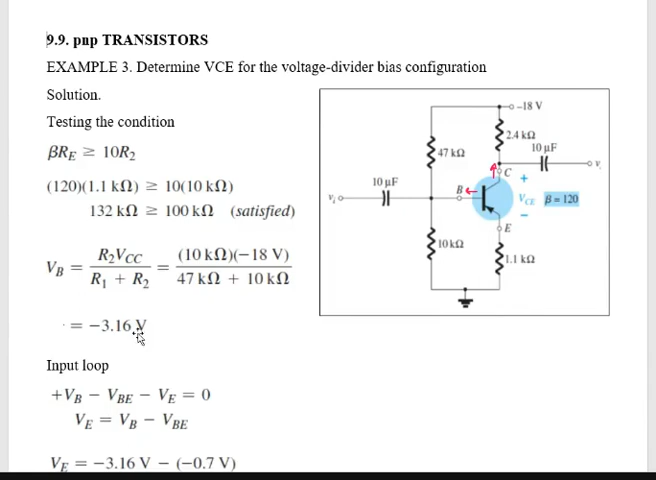 9.9. pnp TRANSISTORS
EXAMPLE 3. Determine VCE for the voltage-divider bias configuration
Solution.
Testing the condition
βR_E ≥ 10R_2
(120)(1.1 kΩ) ≥ 10(10 kΩ)
132 kΩ ≥ 100 kΩ (satisfied)
V_B = R_2V_CC / R_1 + R_2 = (10 kΩ)(−18 V) / 47 kΩ + 10 kΩ
= −3.16 V
Input loop
+V_B − V_BE − V_E = 0
V_E = V_B − V_BE
V_E = −3.16 V − (−0.7 V)
−18 V
2.4 kΩ
10 μF
47 kΩ
C
10 μF
B
+
V_CE
β = 120
−
E
10 kΩ
1.1 kΩ